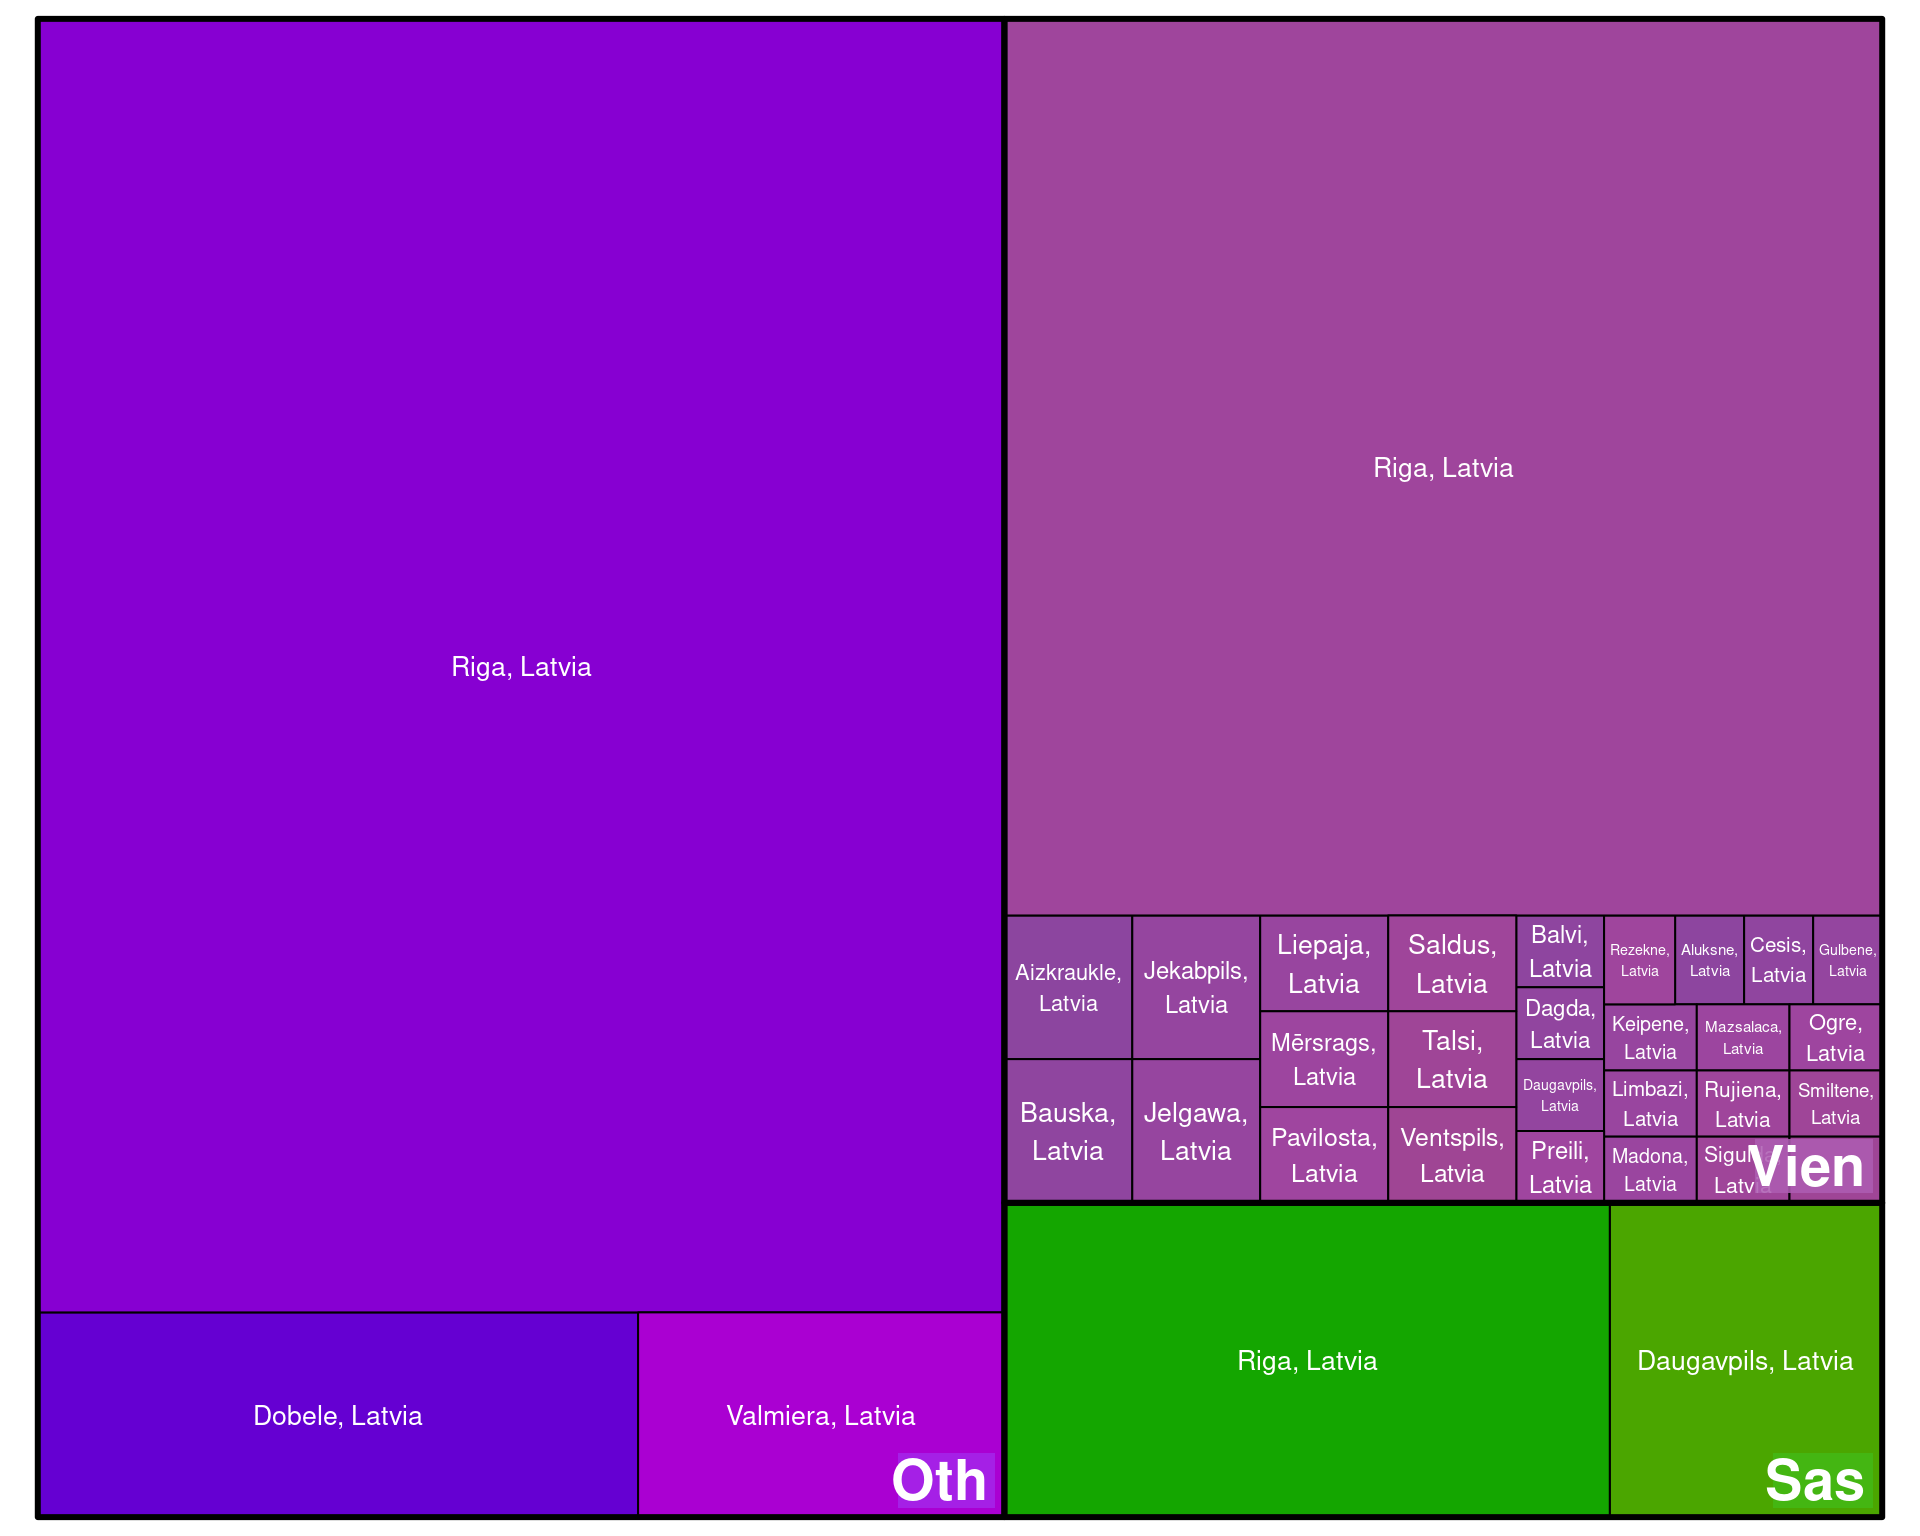 Riga, Latvia
Dobele, Latvia
Valmiera, Latvia
Oth
Riga, Latvia
Aizkraukle,
Latvia
Bauska,
Latvia
Jekabpils,
Latvia
Jelgawa,
Latvia
Liepaja,
Latvia
Mērsrags,
Latvia
Pavilosta,
Latvia
Saldus,
Latvia
Talsi,
Latvia
Ventspils,
Latvia
Balvi,
Latvia
Dagda,
Latvia
Daugavpils,
Latvia
Preili,
Latvia
Rezekne,
Latvia
Aluksne,
Latvia
Cesis,
Latvia
Gulbene,
Latvia
Keipene,
Latvia
Mazsalaca,
Latvia
Ogre,
Latvia
Limbazi,
Latvia
Rujiena,
Latvia
Smiltene,
Latvia
Madona,
Latvia
Vien
Riga, Latvia
Daugavpils, Latvia
Sas